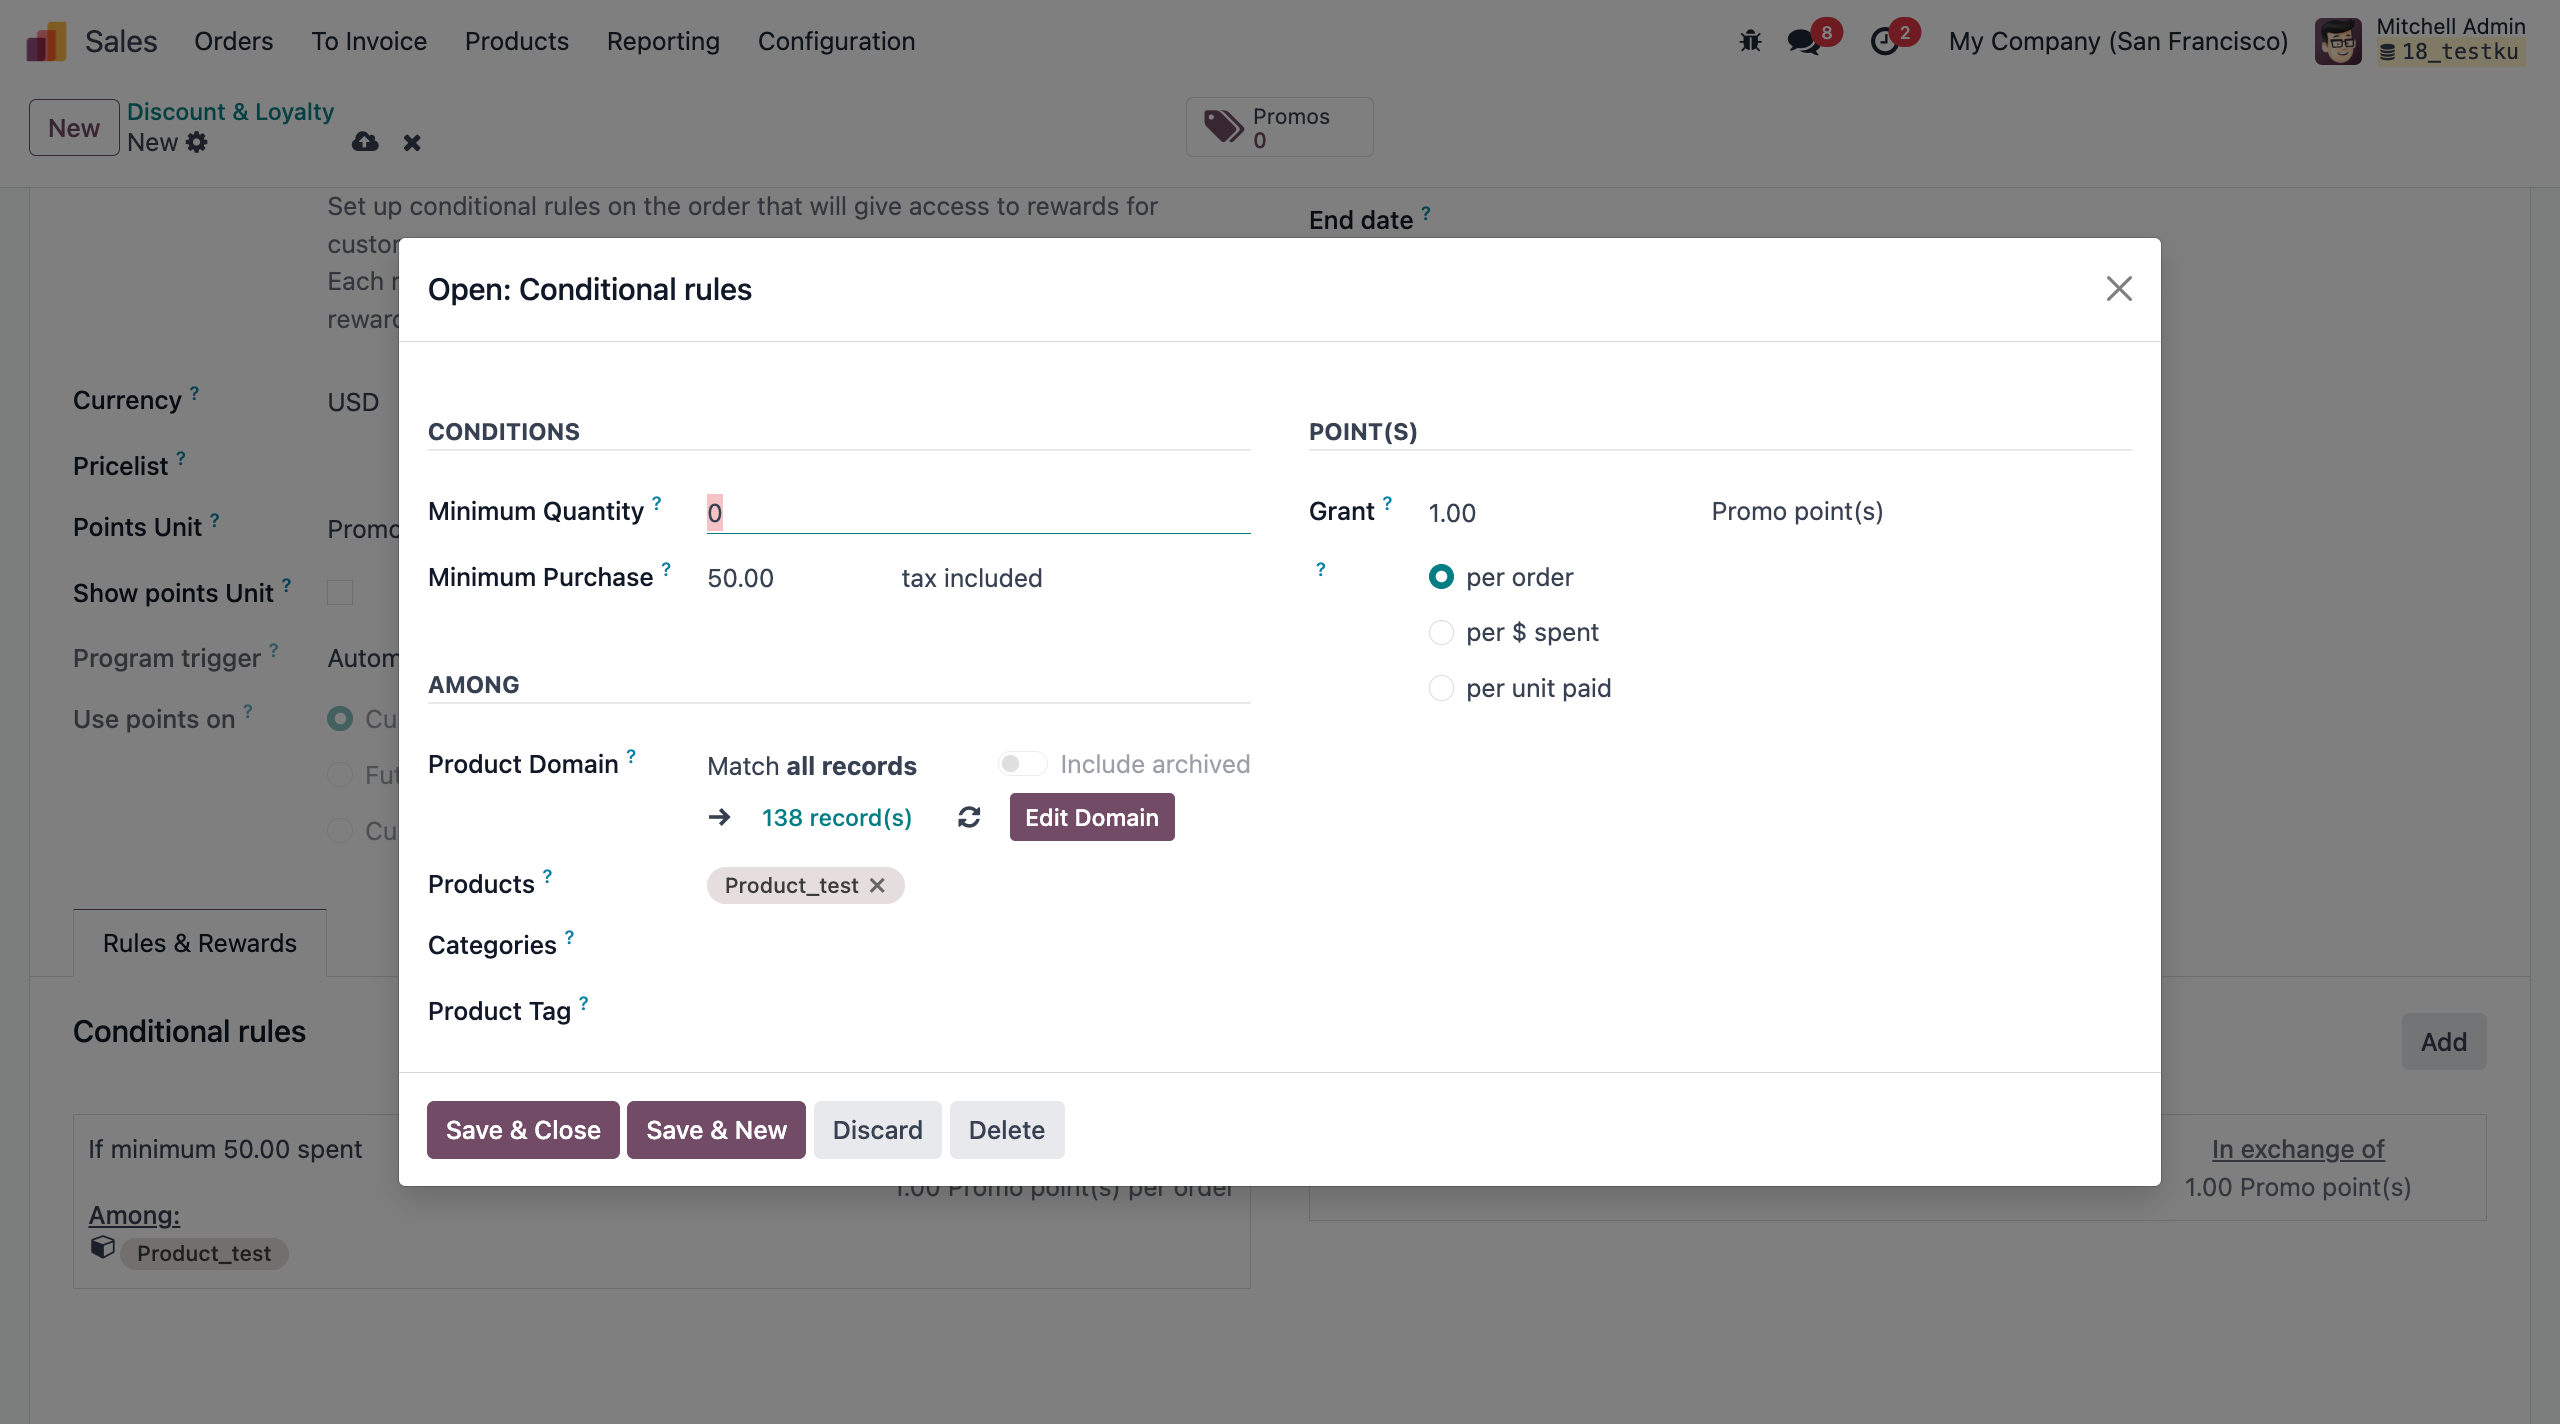 Sales
Orders
To Invoice
Products
Reporting
Configuration
8
2
My Company (San Francisco)
Mitchell Admin
18_testku
New
Discount & Loyalty
New
Promos
0
Set up conditional rules on the order that will give access to rewards for
Each
End date ?
Currency ?
USD
Pricelist ?
Points Unit ?
Promo
Show points Unit ?
Program trigger ?
Autom
Use points on ?
Cu
Fut
Cu
Rules & Rewards
Conditional rules
Add
If minimum 50.00 spent
1.00 Promo point(s) per order
Among:
Product_test
In exchange of
1.00 Promo point(s)
Open: Conditional rules
CONDITIONS
Minimum Quantity ?
0
Minimum Purchase ?
50.00
tax included
AMONG
Product Domain ?
Match all records
Include archived
138 record(s)
Edit Domain
Products ?
Product_test
Categories ?
Product Tag ?
POINT(S)
Grant ?
1.00
Promo point(s)
?
per order
per $ spent
per unit paid
Save & Close
Save & New
Discard
Delete